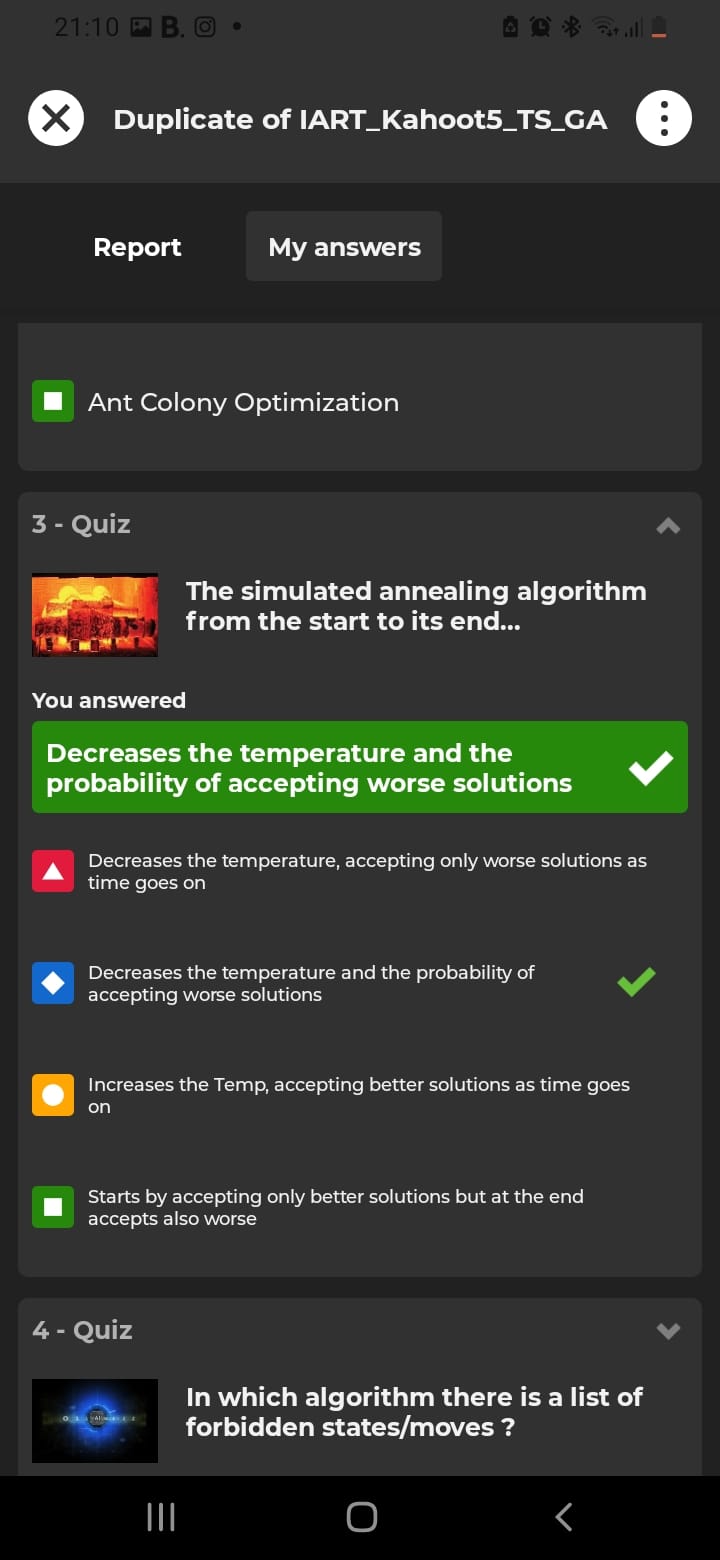 21:10 B.
Duplicate of IART_Kahoot5_TS_GA
Report
My answers
Ant Colony Optimization
3 - Quiz
The simulated annealing algorithm
from the start to its end...
You answered
Decreases the temperature and the
probability of accepting worse solutions
Decreases the temperature, accepting only worse solutions as
time goes on
Decreases the temperature and the probability of
accepting worse solutions
Increases the Temp, accepting better solutions as time goes
on
Starts by accepting only better solutions but at the end
accepts also worse
4 - Quiz
In which algorithm there is a list of
forbidden states/moves ?